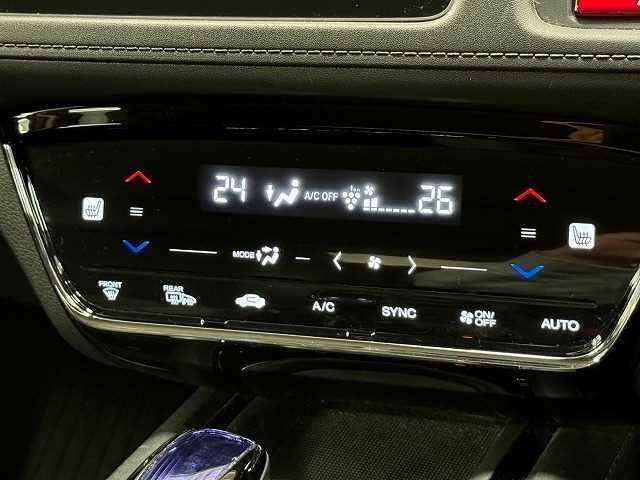 24 A/C OFF 26
MODE
FRONT REAR A/C SYNC ON/OFF AUTO